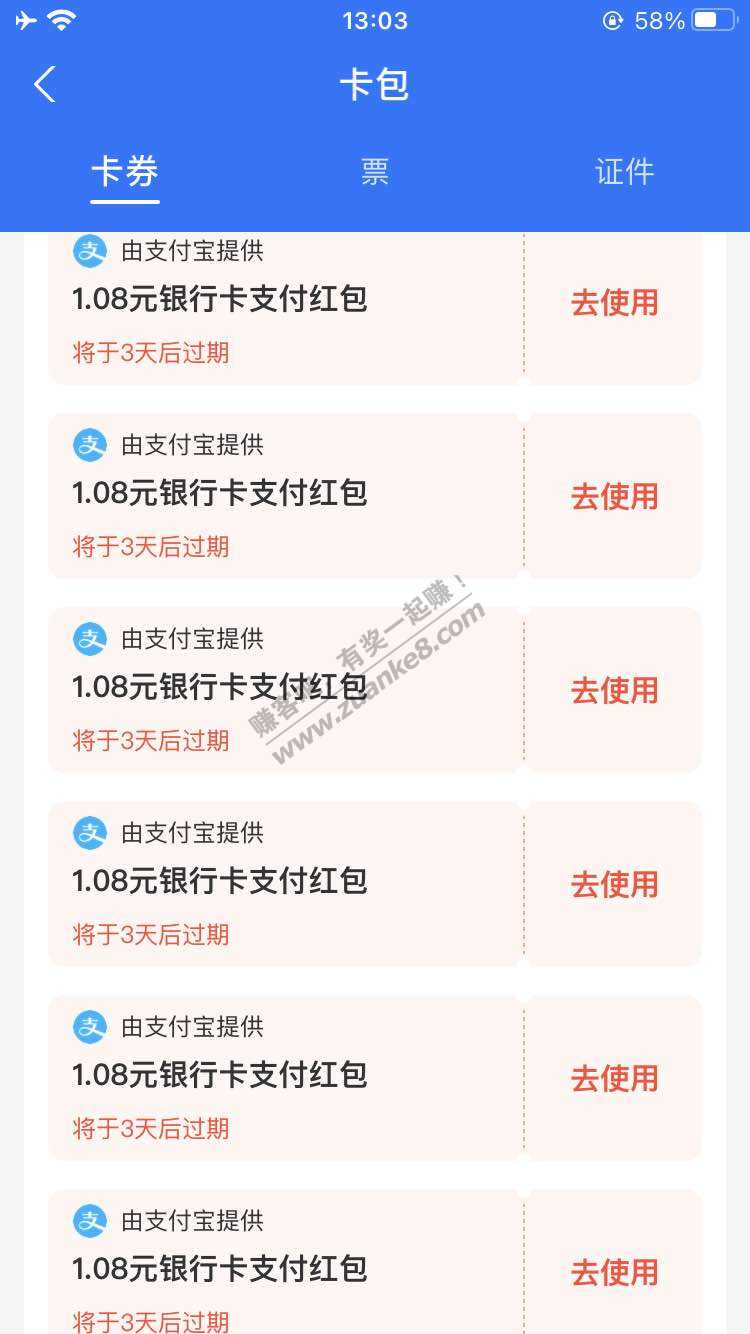 13:03
58%
卡包
卡券
票
证件
由支付宝提供
1.08元银行卡支付红包
去使用
将于3天后过期
由支付宝提供
1.08元银行卡支付红包
去使用
将于3天后过期
由支付宝提供
1.08元银行卡支付红包
去使用
将于3天后过期
赚客吧，有奖一起赚！
www.zuanke8.com
由支付宝提供
1.08元银行卡支付红包
去使用
将于3天后过期
由支付宝提供
1.08元银行卡支付红包
去使用
将于3天后过期
由支付宝提供
1.08元银行卡支付红包
去使用
将于3天后过期